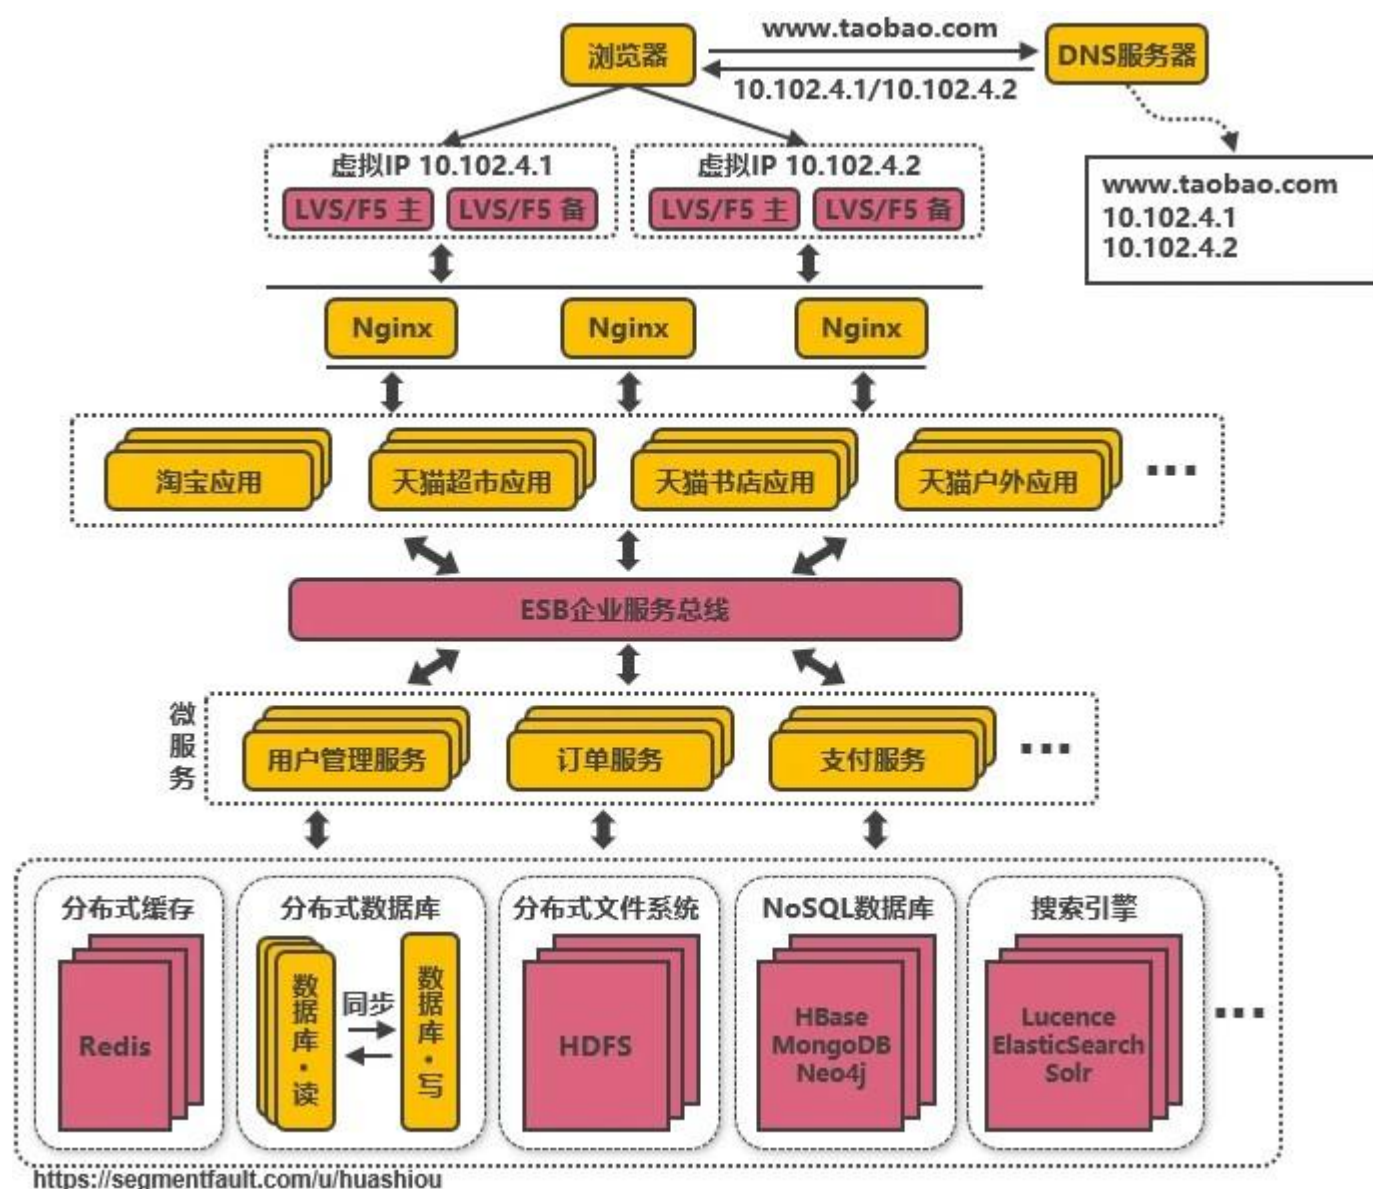 www.taobao.com
浏览器
DNS服务器
10.102.4.1/10.102.4.2
虚拟IP 10.102.4.1
LVS/F5 主
LVS/F5 备
虚拟IP 10.102.4.2
LVS/F5 主
LVS/F5 备
www.taobao.com
10.102.4.1
10.102.4.2
Nginx
Nginx
Nginx
淘宝应用
天猫超市应用
天猫书店应用
天猫户外应用
...
ESB企业服务总线
微服务
用户管理服务
订单服务
支付服务
...
分布式缓存
Redis
分布式数据库
数据库·读
同步
数据库·写
分布式文件系统
HDFS
NoSQL数据库
HBase
MongoDB
Neo4j
搜索引擎
Lucence
ElasticSearch
Solr
...
https://segmentfault.com/u/huashiou